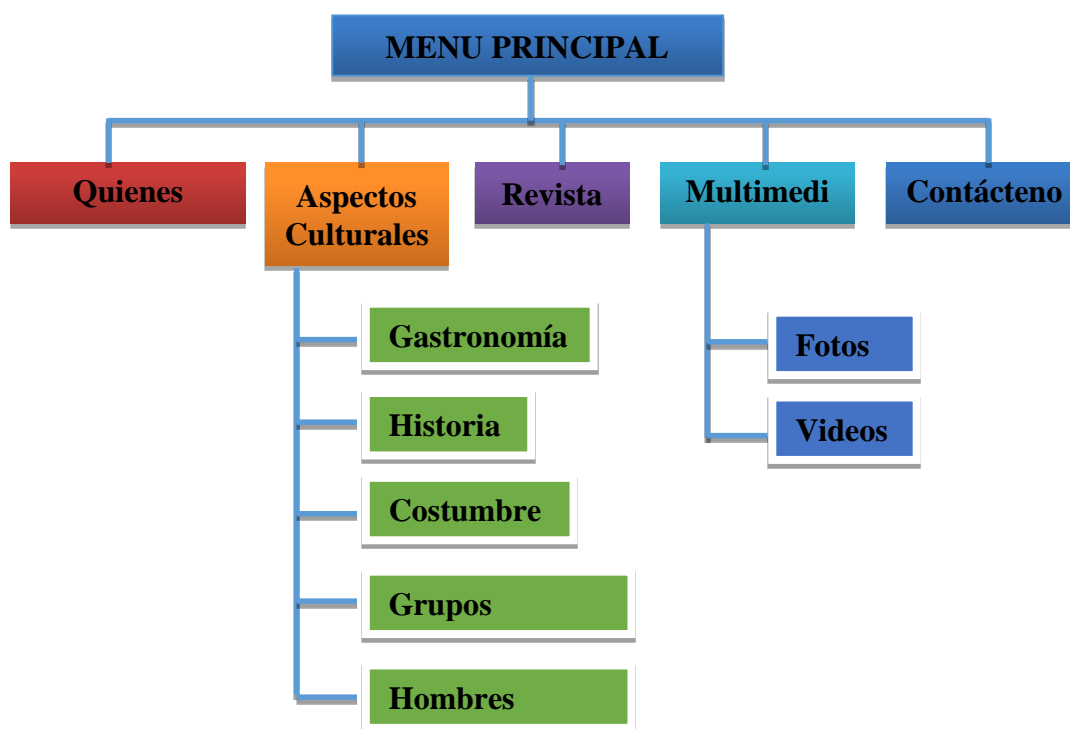 MENU PRINCIPAL
Quienes
Aspectos
Culturales
Revista
Multimedi
Contácteno
Gastronomía
Historia
Costumbre
Grupos
Hombres
Fotos
Videos